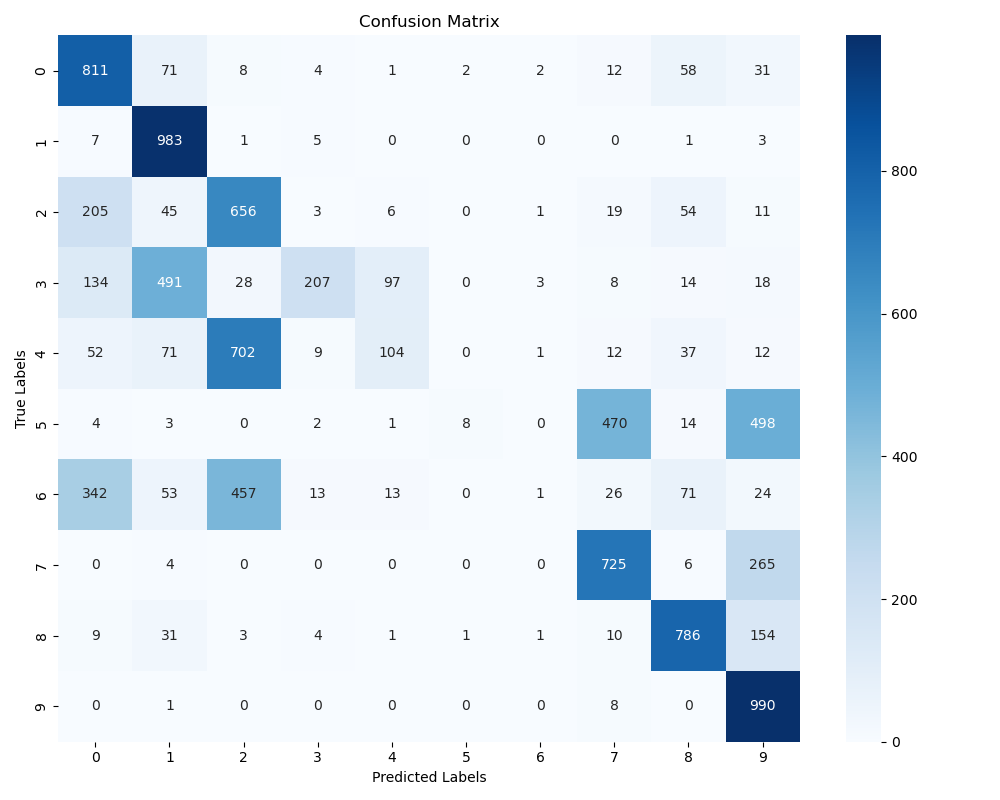 Confusion Matrix
0 811 71 8 4 1 2 2 12 58 31
1 7 983 1 5 0 0 0 0 1 3
2 205 45 656 3 6 0 1 19 54 11
3 134 491 28 207 97 0 3 8 14 18
4 52 71 702 9 104 0 1 12 37 12
5 4 3 0 2 1 8 0 470 14 498
6 342 53 457 13 13 0 1 26 71 24
7 0 4 0 0 0 0 0 725 6 265
8 9 31 3 4 1 1 1 10 786 154
9 0 1 0 0 0 0 0 8 0 990
0 1 2 3 4 5 6 7 8 9
Predicted Labels
True Labels
800
600
400
200
0